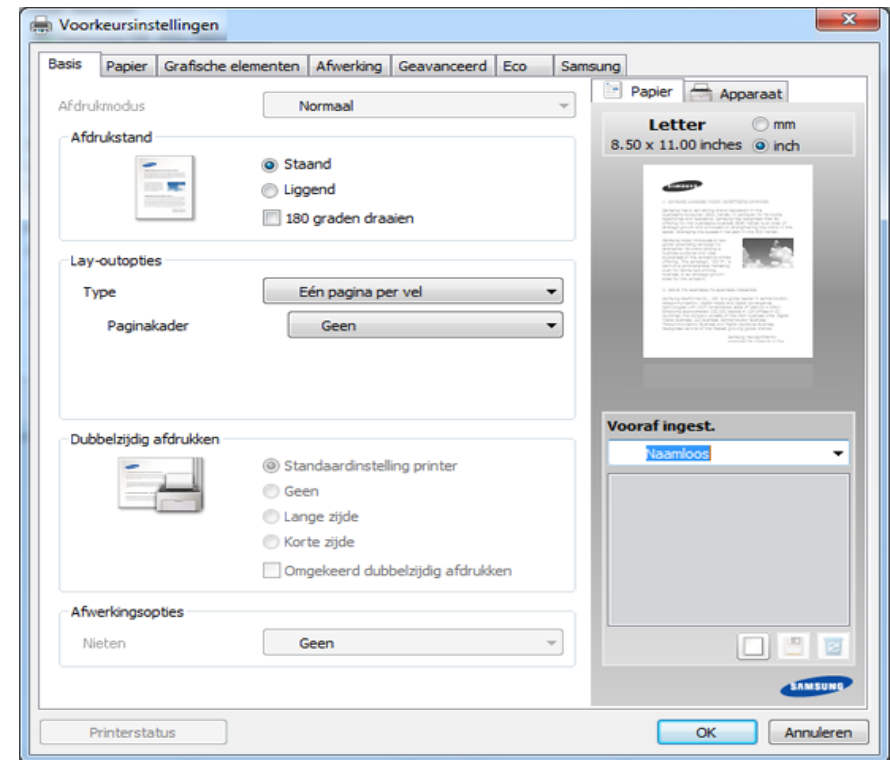 Voorkeursinstellingen
Basis Papier Grafische elementen Afwerking Geavanceerd Eco Samsung
Afdrukmodus Normaal
Afdrukstand
Staand
Liggend
180 graden draaien
Lay-outopties
Type Eén pagina per vel
Paginakader Geen
Dubbelzijdig afdrukken
Standaardinstelling printer
Geen
Lange zijde
Korte zijde
Omgekeerd dubbelzijdig afdrukken
Afwerkingsopties
Nieten Geen
Papier Apparaat
Letter mm
8.50 x 11.00 inches inch
Vooraf ingest.
Naamloos
SAMSUNG
Printerstatus OK Annuleren